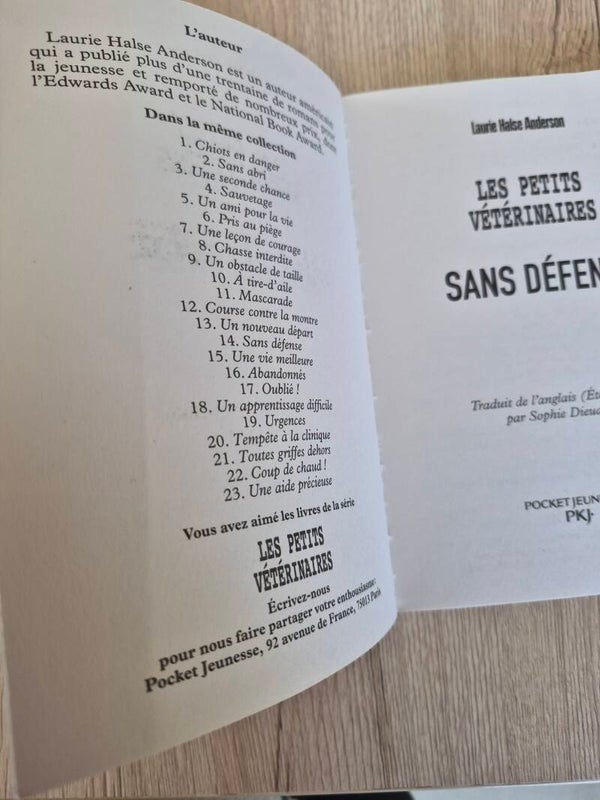 L'auteur
Laurie Halse Anderson est un auteur américain
qui a publié plus d'une trentaine de romans pour
la jeunesse et remporté de nombreux prix, dont
l'Edwards Award et le National Book Award.
Dans la même collection
1. Chiots en danger
2. Sans abri
3. Une seconde chance
4. Sauvetage
5. Un ami pour la vie
6. Pris au piège
7. Une leçon de courage
8. Chasse interdite
9. Un obstacle de taille
10. À tire-d'aile
11. Mascarade
12. Course contre la montre
13. Un nouveau départ
14. Sans défense
15. Une vie meilleure
16. Abandonnés
17. Oublié !
18. Un apprentissage difficile
19. Urgences
20. Tempête à la clinique
21. Toutes griffes dehors
22. Coup de chaud !
23. Une aide précieuse
Vous avez aimé les livres de la série
LES PETITS
VÉTÉRINAIRES
Écrivez-nous
pour nous faire partager votre enthousiasme:
Pocket Jeunesse, 92 avenue de France, 75013 Paris
Laurie Halse Anderson
LES PETITS
VÉTÉRINAIRES
SANS DÉFEN
Traduit de l'anglais (Éta
par Sophie Dieua
POCKET JEUN
PKJ·